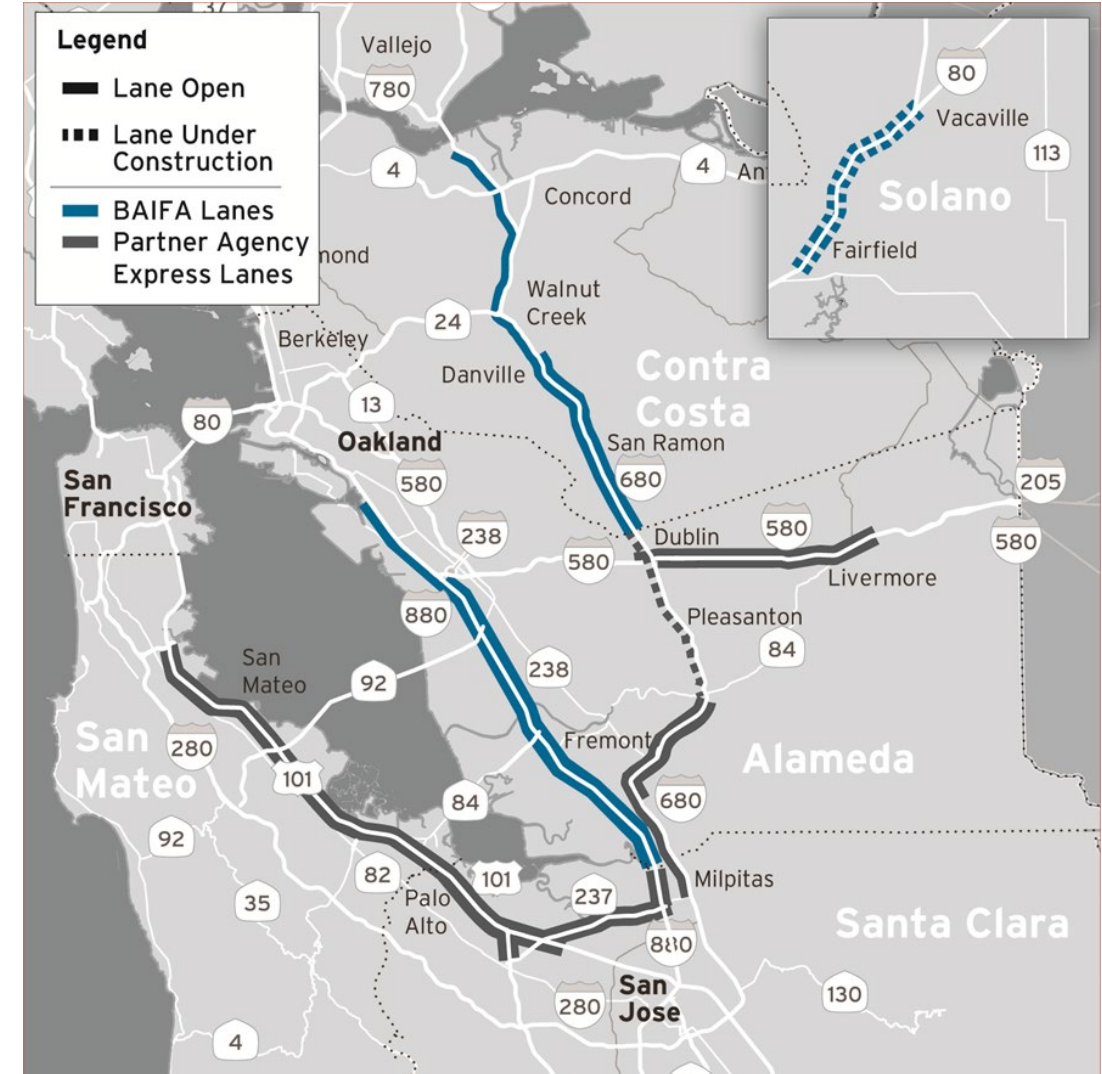 Legend
Lane Open
Lane Under
Construction
BAIFA Lanes
Partner Agency
Express Lanes
37
Vallejo
780
4
Concord
4
80
Vacaville
113
Solano
Fairfield
Walnut
Creek
24
Berkeley
Danville
Contra
Costa
13
80
Oakland
San Ramon
680
580
San
Francisco
205
238
580
Dublin
580
580
Livermore
880
Pleasanton
84
San
Mateo
238
92
San
Mateo
280
Fremont
Alameda
101
680
84
92
82
101
Milpitas
237
Palo
Alto
35
Santa Clara
880
San
Jose
280
130
4